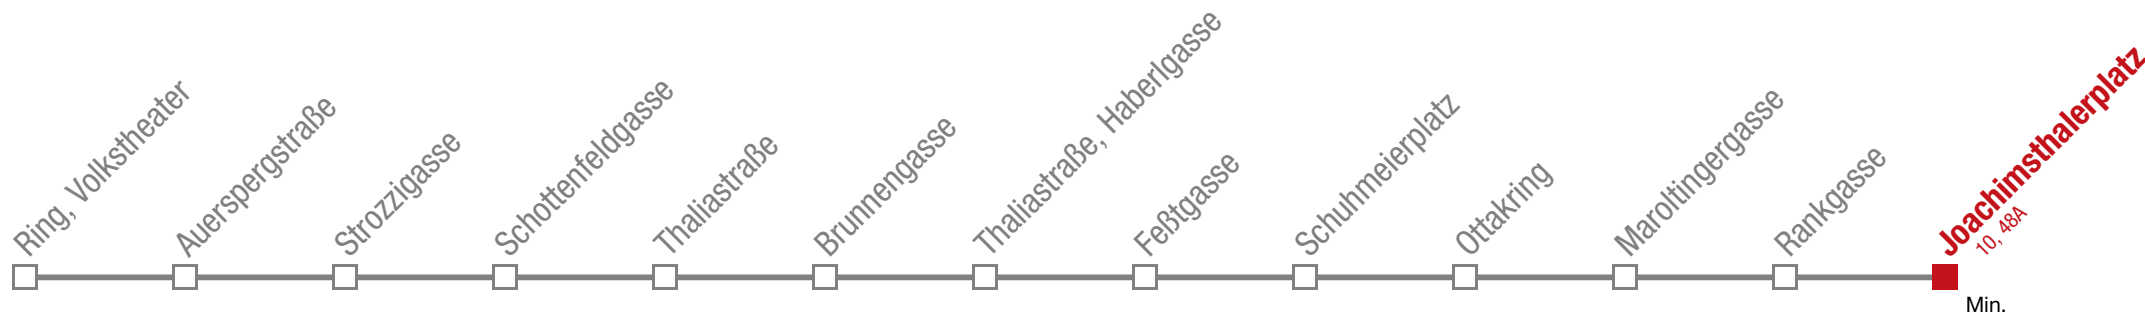 Ring, Volkstheater
Auerspergstraße
Strozzigasse
Schottenfeldgasse
Thaliastraße
Brunnengasse
Thaliastraße, Haberlgasse
Feßtgasse
Schuhmeierplatz
Ottakring
Maroltingergasse
Rankgasse
Joachimsthalerplatz
10, 48A
Min.